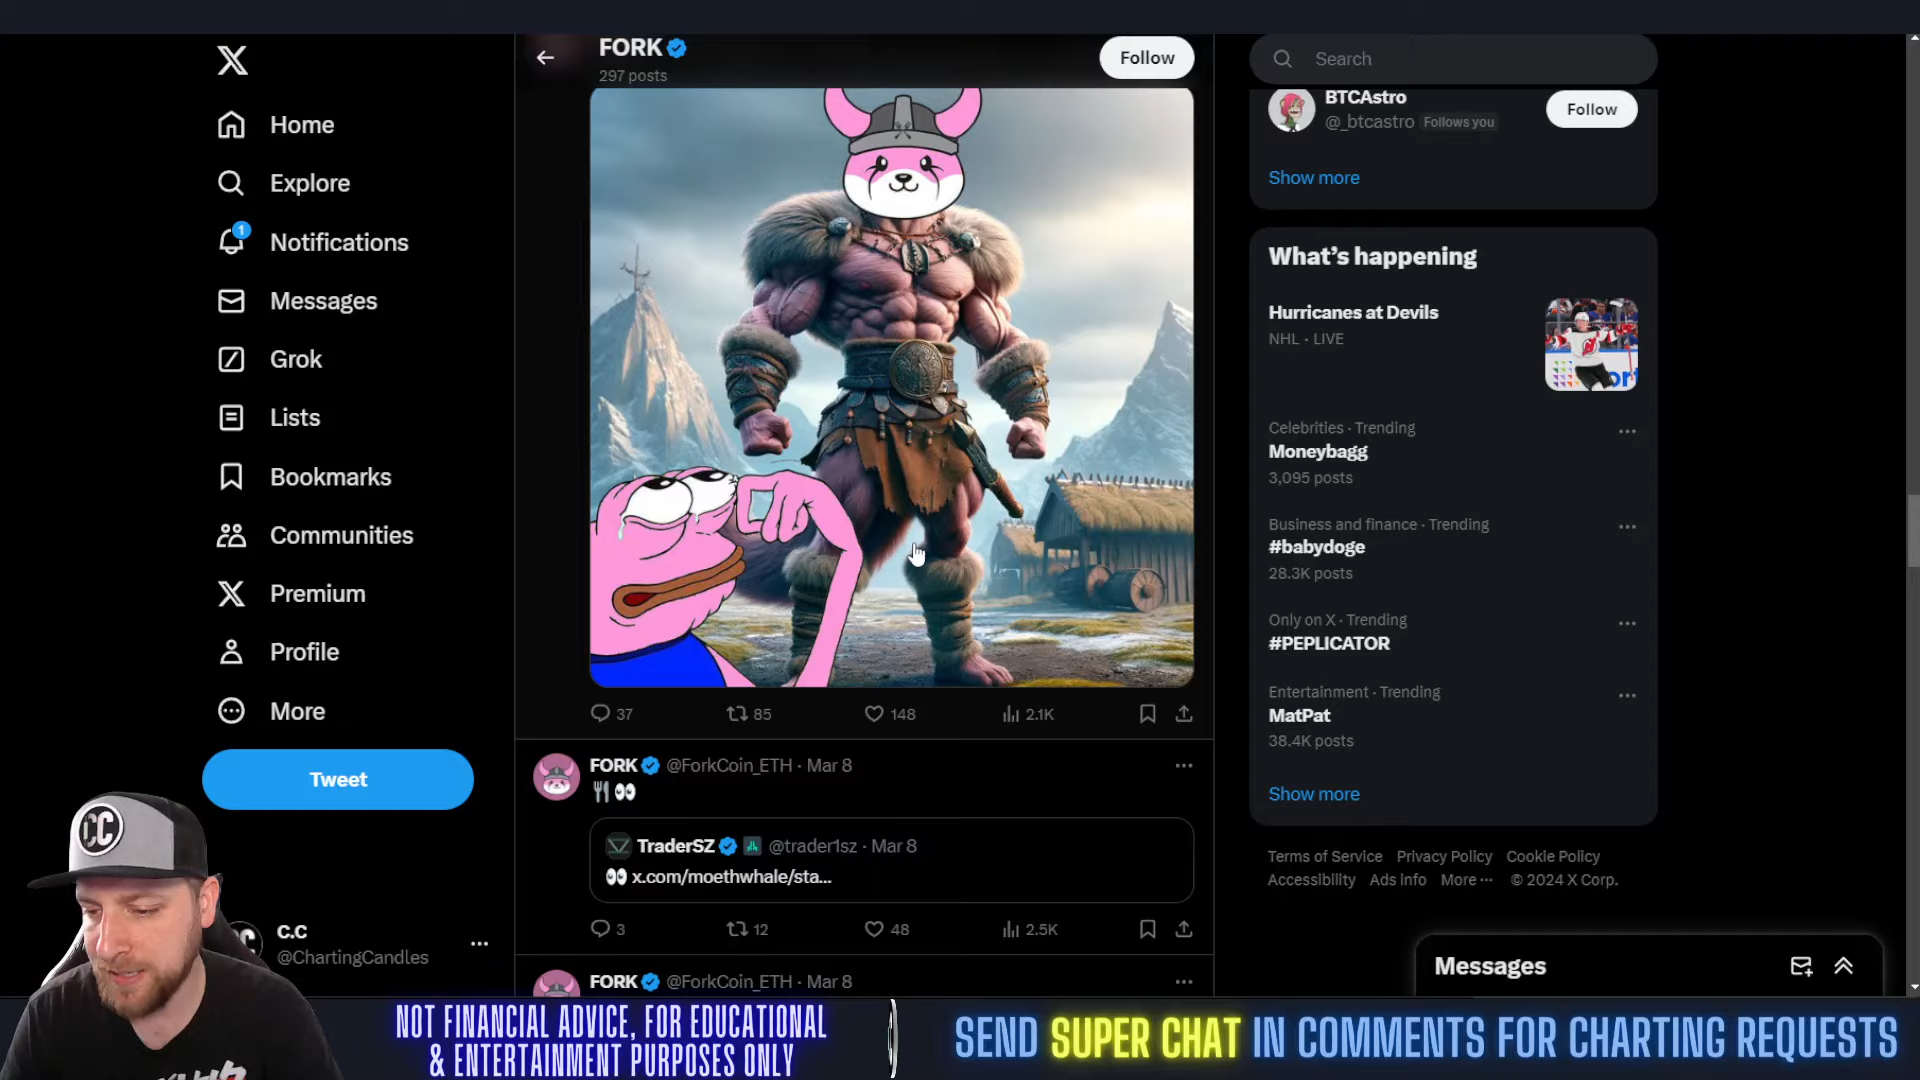 FORK
297 posts
Follow
Search
Home
Explore
1
Notifications
Messages
Grok
Lists
Bookmarks
Communities
Premium
Profile
More
Tweet
C.C
@ChartingCandles
37 85 148 2.1K
FORK @ForkCoin_ETH · Mar 8
TraderSZ @trader1sz · Mar 8
x.com/moethwhale/sta...
3 12 48 2.5K
FORK @ForkCoin_ETH · Mar 8
BTCAstro
@_btcastro Follows you
Follow
Show more
What's happening
Hurricanes at Devils
NHL · LIVE
Celebrities · Trending
Moneybagg
3,095 posts
Business and finance · Trending
#babydoge
28.3K posts
Only on X · Trending
#PEPLICATOR
Entertainment · Trending
MatPat
38.4K posts
Show more
Terms of Service Privacy Policy Cookie Policy
Accessibility Ads info More ··· © 2024 X Corp.
Messages
CC
NOT FINANCIAL ADVICE, FOR EDUCATIONAL
& ENTERTAINMENT PURPOSES ONLY
SEND SUPER CHAT IN COMMENTS FOR CHARTING REQUESTS